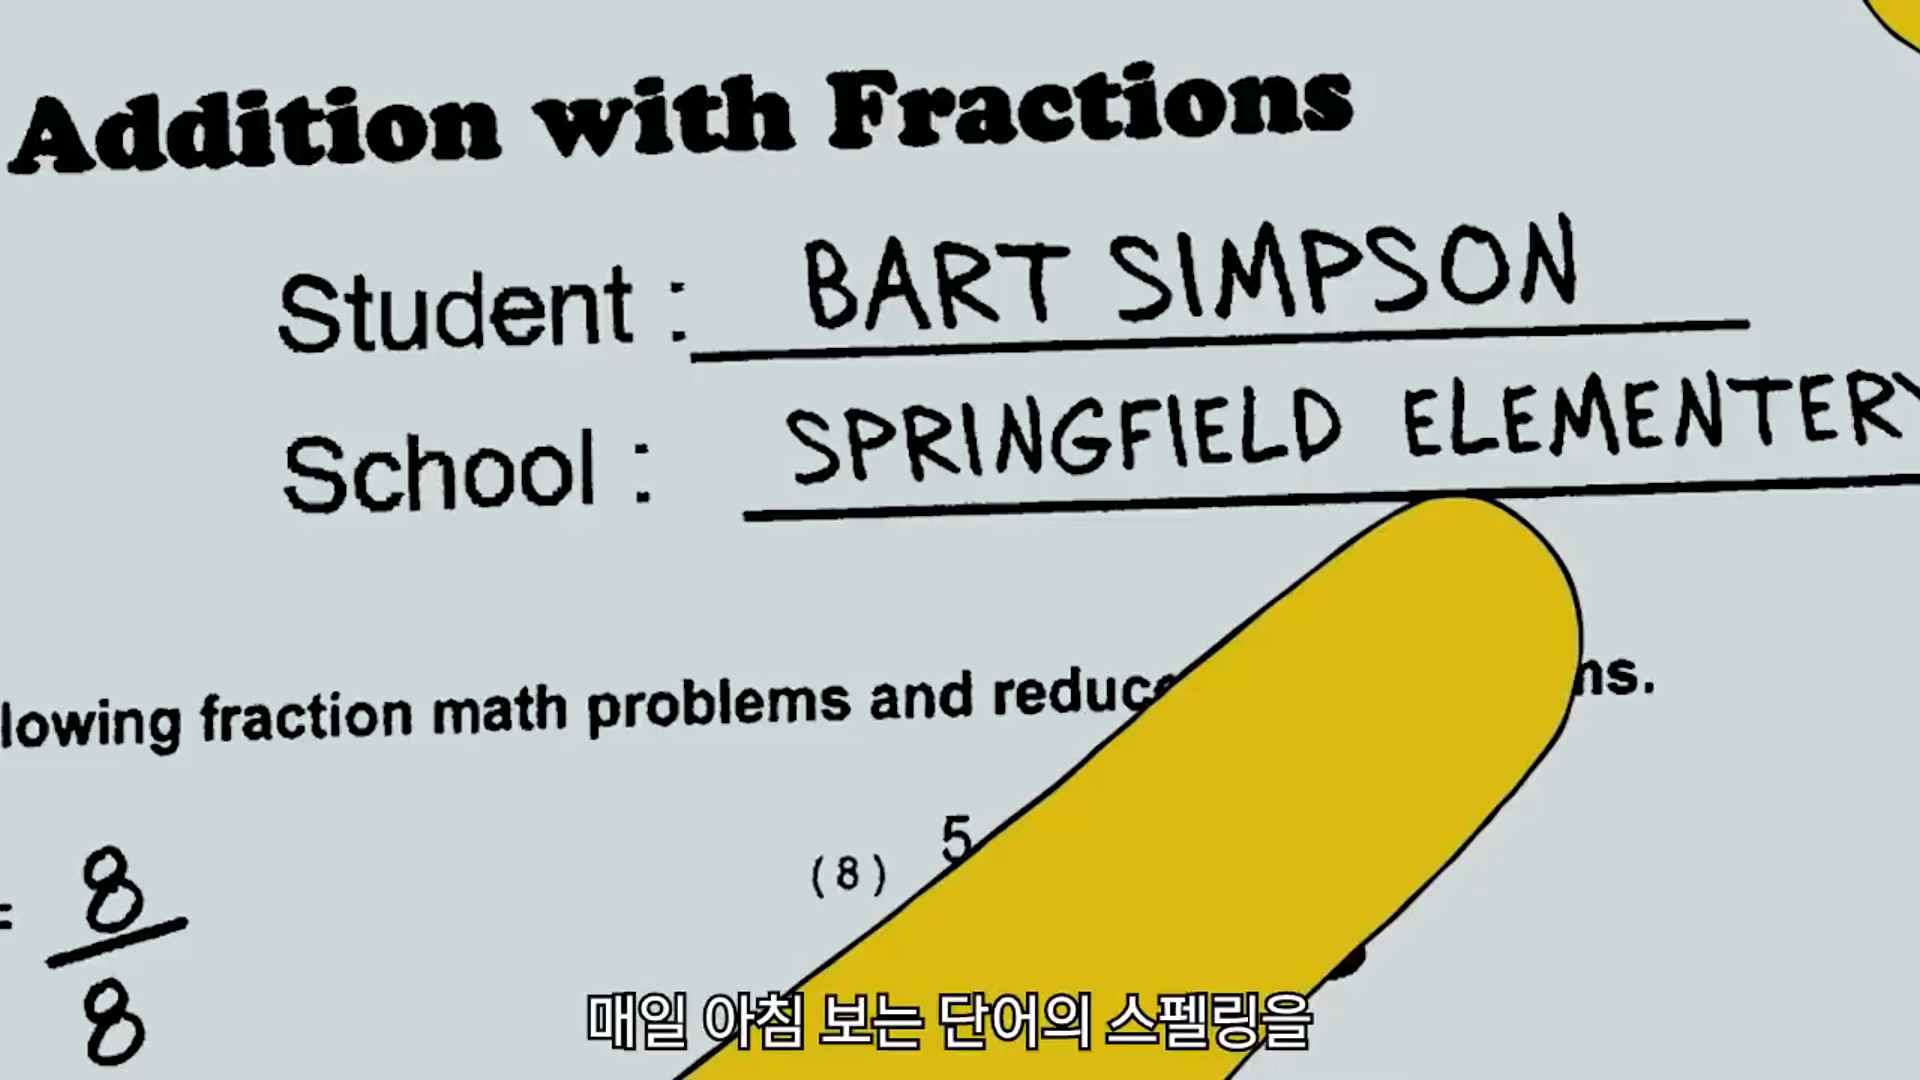 Addition with Fractions
Student : BART SIMPSON
School : SPRINGFIELD ELEMENTERY
lowing fraction math problems and reduc ns.
= 8/8
(8) 5
매일 아침 보는 단어의 스펠링을